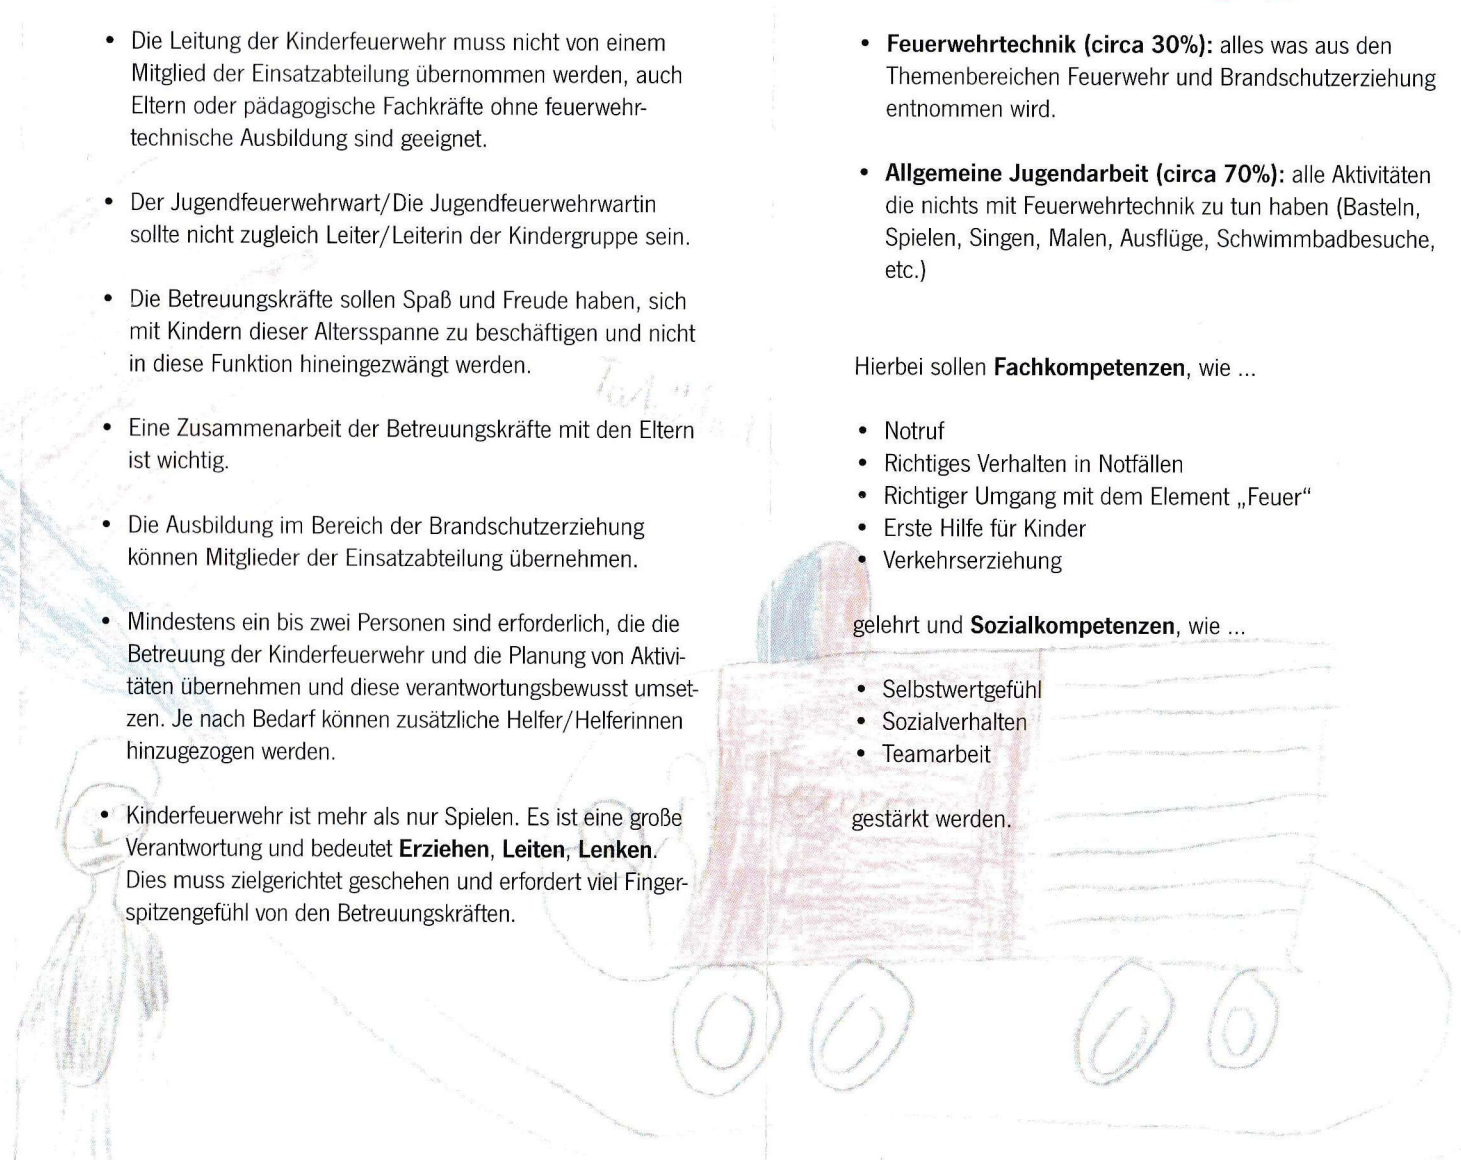 • Die Leitung der Kinderfeuerwehr muss nicht von einem
Mitglied der Einsatzabteilung übernommen werden, auch
Eltern oder pädagogische Fachkräfte ohne feuerwehr-
technische Ausbildung sind geeignet.
• Der Jugendfeuerwehrwart/Die Jugendfeuerwehrwartin
sollte nicht zugleich Leiter/Leiterin der Kindergruppe sein.
• Die Betreuungskräfte sollen Spaß und Freude haben, sich
mit Kindern dieser Altersspanne zu beschäftigen und nicht
in diese Funktion hineingezwängt werden.
• Eine Zusammenarbeit der Betreuungskräfte mit den Eltern
ist wichtig.
• Die Ausbildung im Bereich der Brandschutzerziehung
können Mitglieder der Einsatzabteilung übernehmen.
• Mindestens ein bis zwei Personen sind erforderlich, die die
Betreuung der Kinderfeuerwehr und die Planung von Aktivi-
täten übernehmen und diese verantwortungsbewusst umset-
zen. Je nach Bedarf können zusätzliche Helfer/Helferinnen
hinzugezogen werden.
• Kinderfeuerwehr ist mehr als nur Spielen. Es ist eine große
Verantwortung und bedeutet Erziehen, Leiten, Lenken.
Dies muss zielgerichtet geschehen und erfordert viel Finger-
spitzengefühl von den Betreuungskräften.
• Feuerwehrtechnik (circa 30%): alles was aus den
Themenbereichen Feuerwehr und Brandschutzerziehung
entnommen wird.
• Allgemeine Jugendarbeit (circa 70%): alle Aktivitäten
die nichts mit Feuerwehrtechnik zu tun haben (Basteln,
Spielen, Singen, Malen, Ausflüge, Schwimmbadbesuche,
etc.)
Hierbei sollen Fachkompetenzen, wie ...
• Notruf
• Richtiges Verhalten in Notfällen
• Richtiger Umgang mit dem Element „Feuer“
• Erste Hilfe für Kinder
• Verkehrserziehung
gelehrt und Sozialkompetenzen, wie ...
• Selbstwertgefühl
• Sozialverhalten
• Teamarbeit
gestärkt werden.